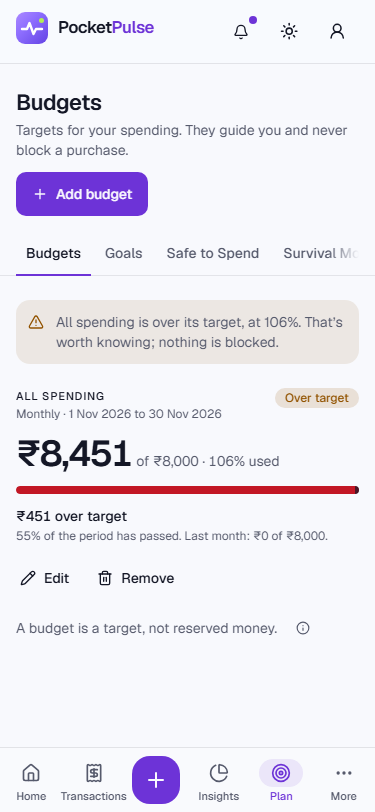 PocketPulse
Budgets
Targets for your spending. They guide you and never
block a purchase.
Add budget
Budgets Goals Safe to Spend Survival Mo
All spending is over its target, at 106%. That's
worth knowing; nothing is blocked.
ALL SPENDING
Over target
Monthly · 1 Nov 2026 to 30 Nov 2026
₹8,451 of ₹8,000 · 106% used
₹451 over target
55% of the period has passed. Last month: ₹0 of ₹8,000.
Edit Remove
A budget is a target, not reserved money.
Home Transactions Insights Plan More